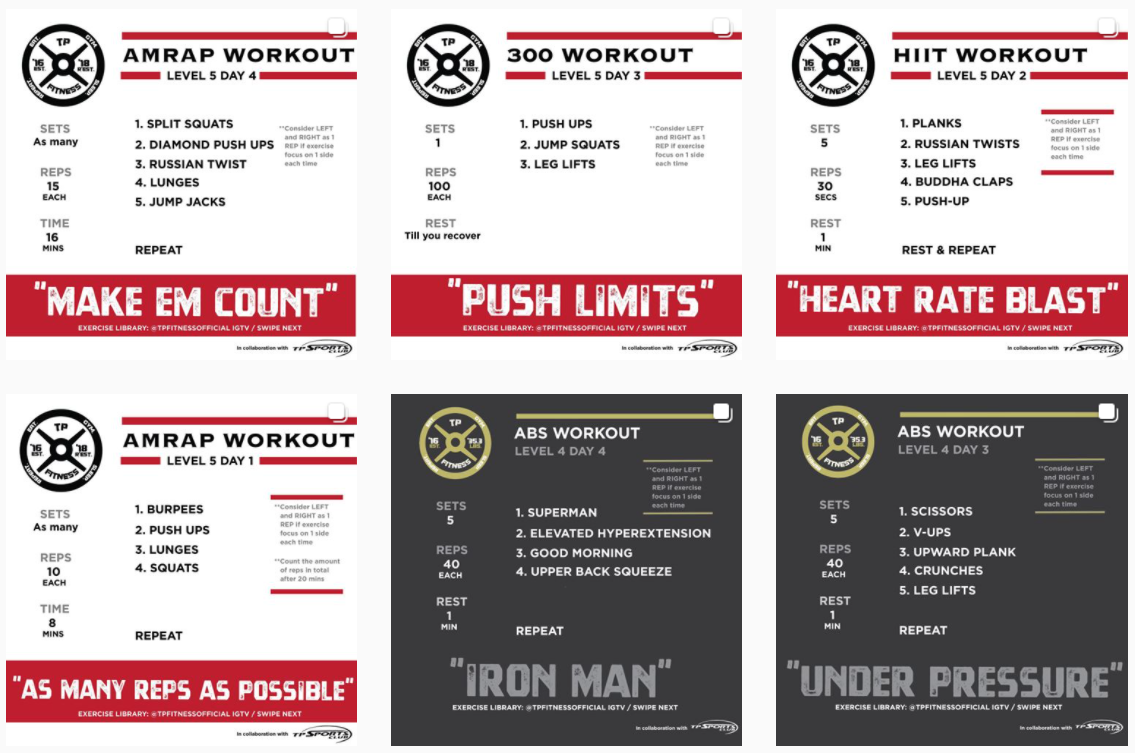 TP
GYM
EAT
SLEEP
REPEAT
'16
EST.
'18
R'EST.
FITNESS
AMRAP WORKOUT
LEVEL 5 DAY 4
SETS
As many
REPS
15
EACH
TIME
16
MINS
1. SPLIT SQUATS
2. DIAMOND PUSH UPS
3. RUSSIAN TWIST
4. LUNGES
5. JUMP JACKS
REPEAT
**Consider LEFT
and RIGHT as 1
REP if exercise
focus on 1 side
each time
"MAKE EM COUNT"
EXERCISE LIBRARY: @TPFITNESSOFFICIAL IGTV / SWIPE NEXT
In collaboration with TP SPORTS
CLUB
TP
GYM
EAT
SLEEP
REPEAT
'16
EST.
'18
R'EST.
FITNESS
300 WORKOUT
LEVEL 5 DAY 3
SETS
1
REPS
100
EACH
REST
Till you recover
1. PUSH UPS
2. JUMP SQUATS
3. LEG LIFTS
**Consider LEFT
and RIGHT as 1
REP if exercise
focus on 1 side
each time
"PUSH LIMITS"
EXERCISE LIBRARY: @TPFITNESSOFFICIAL IGTV / SWIPE NEXT
In collaboration with TP SPORTS
CLUB
TP
GYM
EAT
SLEEP
REPEAT
'16
EST.
'18
R'EST.
FITNESS
HIIT WORKOUT
LEVEL 5 DAY 2
SETS
5
REPS
30
SECS
REST
1
MIN
1. PLANKS
2. RUSSIAN TWISTS
3. LEG LIFTS
4. BUDDHA CLAPS
5. PUSH-UP
REST & REPEAT
**Consider LEFT
and RIGHT as 1
REP if exercise
focus on 1 side
each time
"HEART RATE BLAST"
EXERCISE LIBRARY: @TPFITNESSOFFICIAL IGTV / SWIPE NEXT
In collaboration with TP SPORTS
CLUB
TP
GYM
EAT
SLEEP
REPEAT
'16
EST.
'18
R'EST.
FITNESS
AMRAP WORKOUT
LEVEL 5 DAY 1
SETS
As many
REPS
10
EACH
TIME
8
MINS
1. BURPEES
2. PUSH UPS
3. LUNGES
4. SQUATS
REPEAT
**Consider LEFT
and RIGHT as 1
REP if exercise
focus on 1 side
each time
**Count the amount
of reps in total
after 20 mins
"AS MANY REPS AS POSSIBLE"
EXERCISE LIBRARY: @TPFITNESSOFFICIAL IGTV / SWIPE NEXT
In collaboration with TP SPORTS
CLUB
TP
'16
EST.
35.3
LBS.
FITNESS
ABS WORKOUT
LEVEL 4 DAY 4
SETS
5
REPS
40
EACH
REST
1
MIN
1. SUPERMAN
2. ELEVATED HYPEREXTENSION
3. GOOD MORNING
4. UPPER BACK SQUEEZE
REPEAT
**Consider LEFT
and RIGHT as 1
REP if exercise
focus on 1 side
each time
"IRON MAN"
EXERCISE LIBRARY: @TPFITNESSOFFICIAL IGTV / SWIPE NEXT
In collaboration with TP SPORTS
CLUB
TP
'16
EST.
35.3
LBS.
FITNESS
ABS WORKOUT
LEVEL 4 DAY 3
SETS
5
REPS
40
EACH
REST
1
MIN
1. SCISSORS
2. V-UPS
3. UPWARD PLANK
4. CRUNCHES
5. LEG LIFTS
REPEAT
**Consider LEFT
and RIGHT as 1
REP if exercise
focus on 1 side
each time
"UNDER PRESSURE"
EXERCISE LIBRARY: @TPFITNESSOFFICIAL IGTV / SWIPE NEXT
In collaboration with TP SPORTS
CLUB